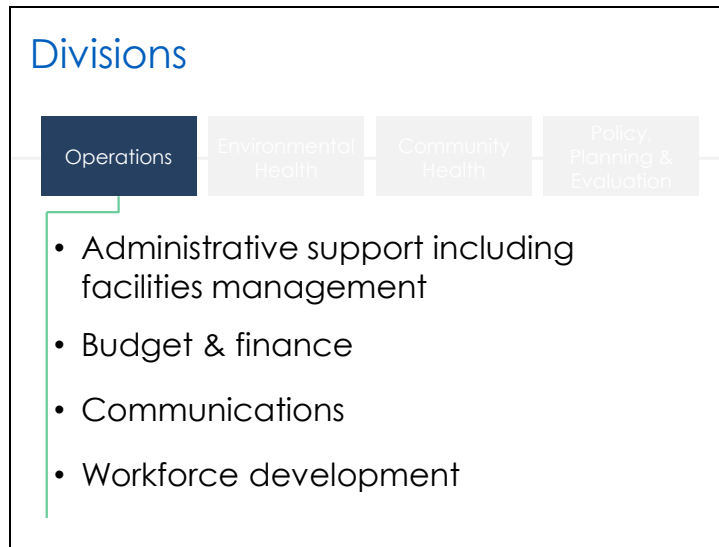 Divisions
Operations
Environmental
Health
Community
Health
Policy,
Planning &
Evaluation
• Administrative support including
facilities management
• Budget & finance
• Communications
• Workforce development